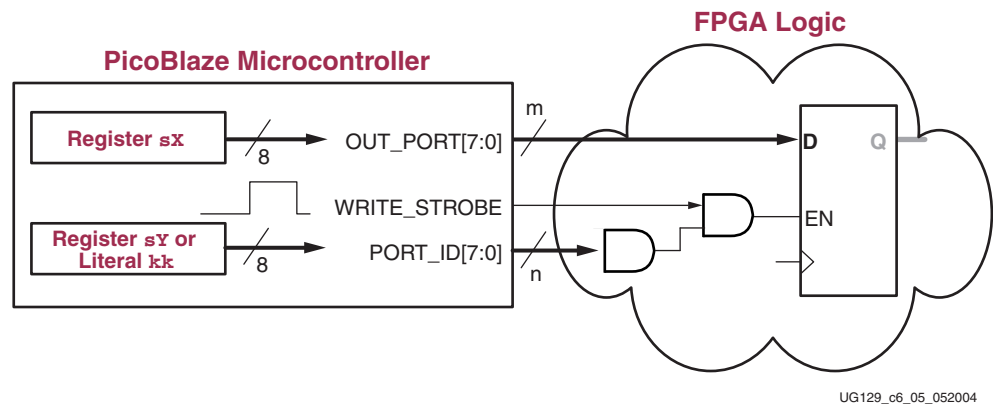 FPGA Logic
PicoBlaze Microcontroller
Register sX
8
OUT_PORT[7:0]
m
D
Q
WRITE_STROBE
EN
Register sY or
Literal kk
8
PORT_ID[7:0]
n
UG129_c6_05_052004